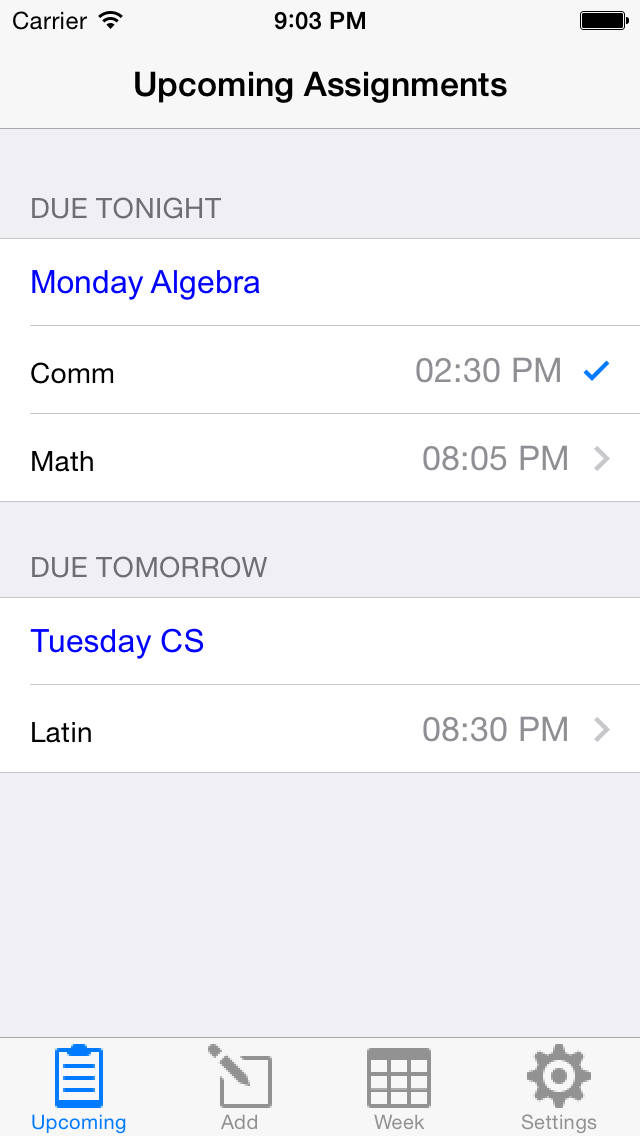 Carrier 9:03 PM
Upcoming Assignments
DUE TONIGHT
Monday Algebra
Comm 02:30 PM
Math 08:05 PM
DUE TOMORROW
Tuesday CS
Latin 08:30 PM
Upcoming Add Week Settings